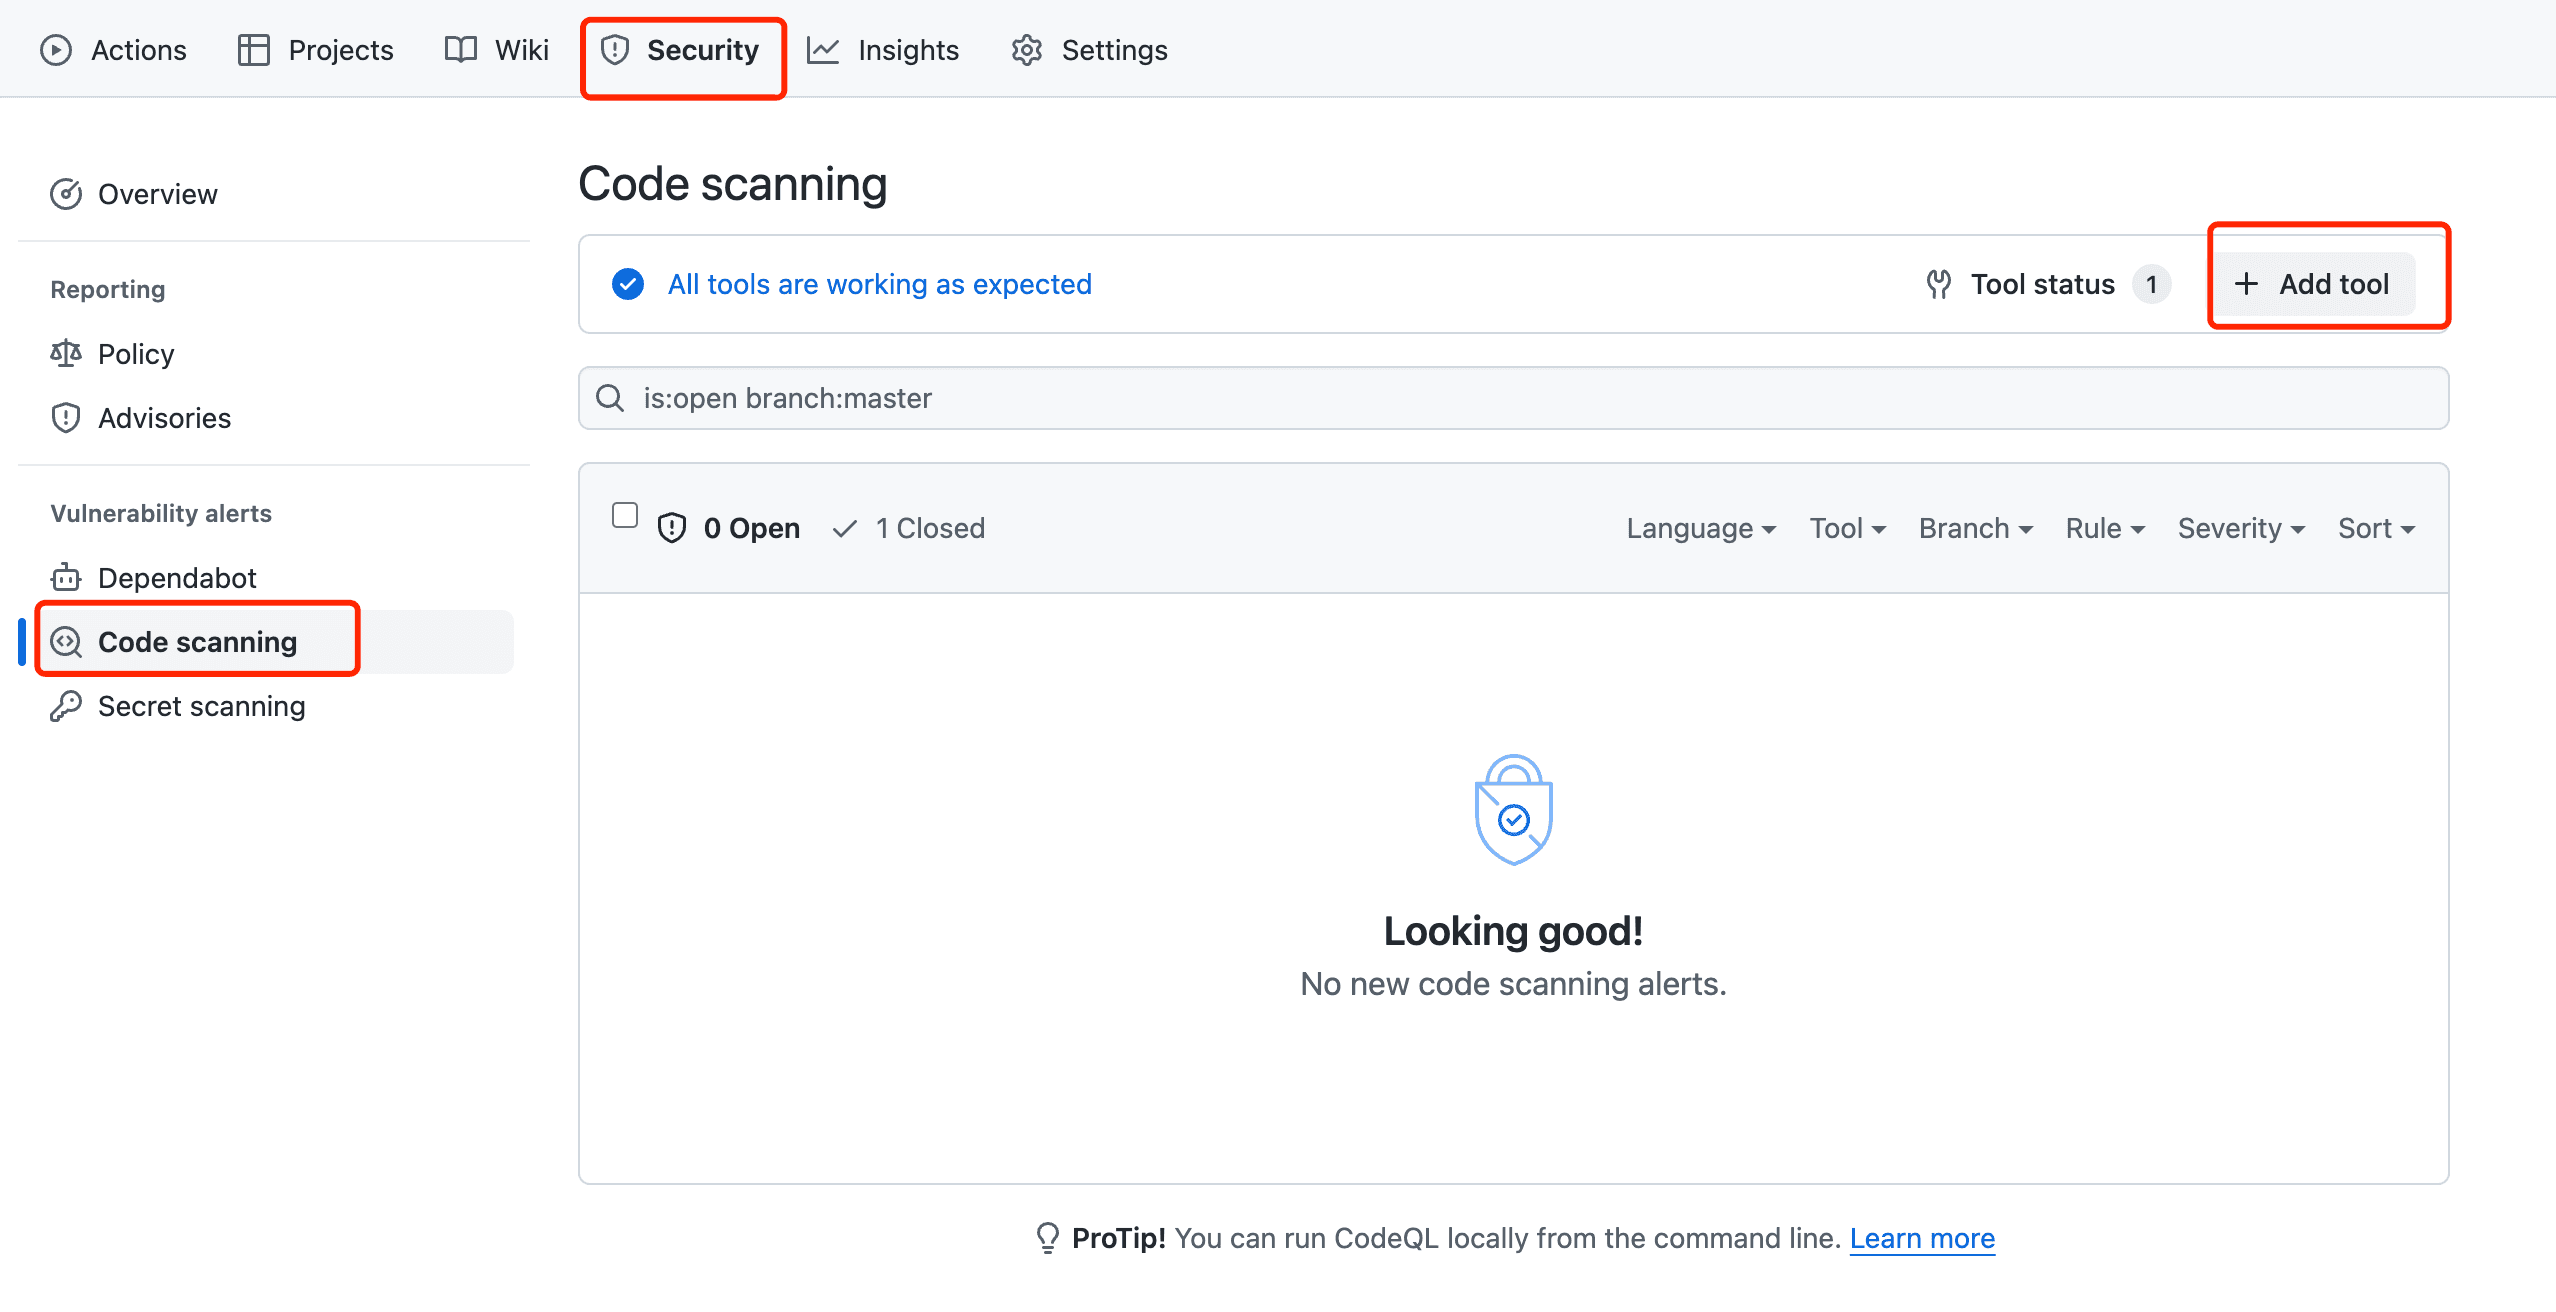 Actions Projects Wiki Security Insights Settings
Overview
Reporting
Policy
Advisories
Vulnerability alerts
Dependabot
Code scanning
Secret scanning
Code scanning
All tools are working as expected Tool status 1 Add tool
is:open branch:master
0 Open 1 Closed Language Tool Branch Rule Severity Sort
Looking good!
No new code scanning alerts.
ProTip! You can run CodeQL locally from the command line. Learn more